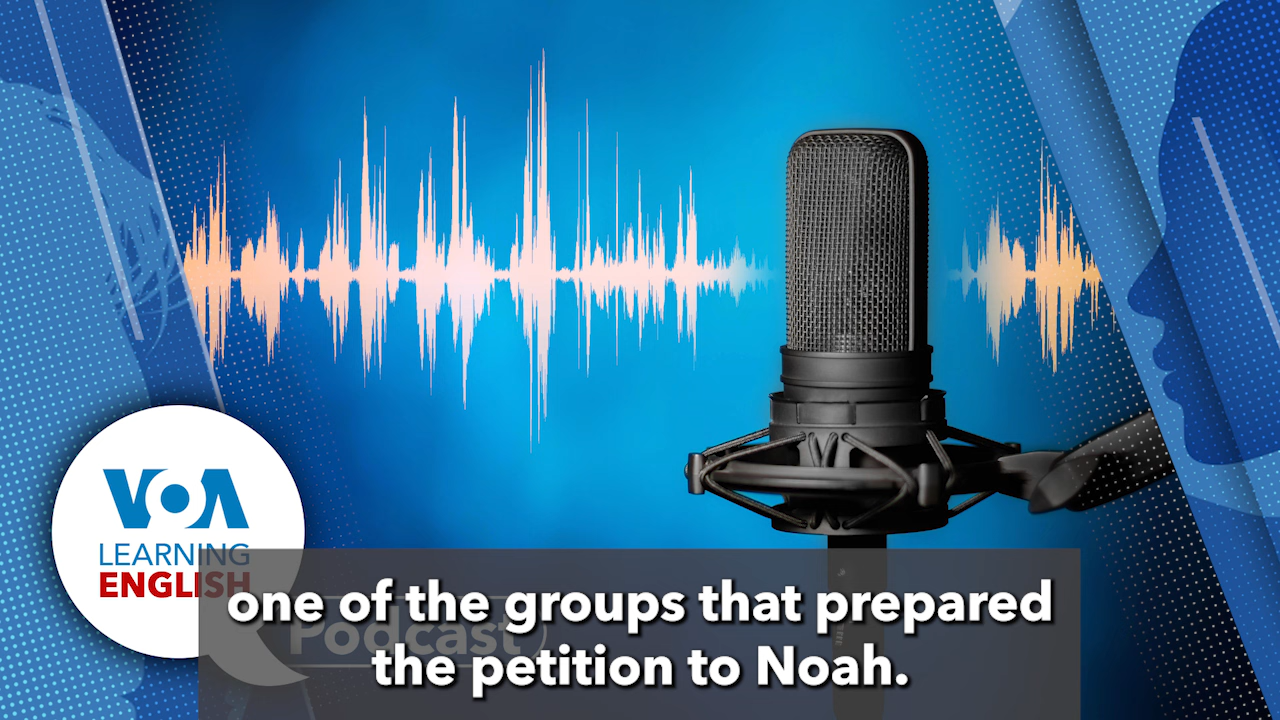 VOA
LEARNING
ENGLISH
Podcast
one of the groups that prepared
the petition to Noah.